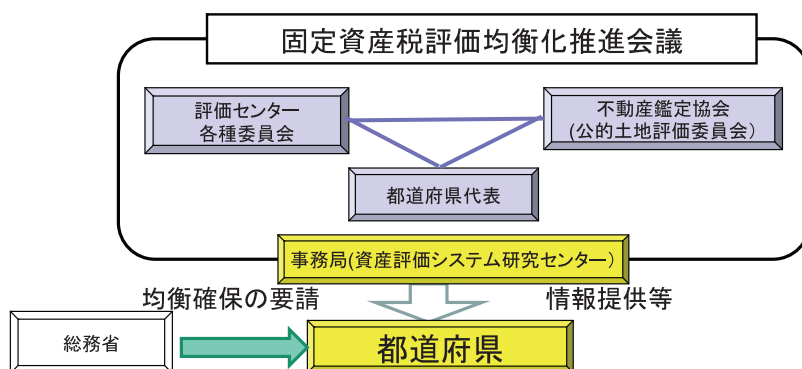 固定資産税評価均衡化推進会議
評価センター
各種委員会
不動産鑑定協会
(公的土地評価委員会)
都道府県代表
事務局(資産評価システム研究センター)
均衡確保の要請
情報提供等
総務省
都道府県